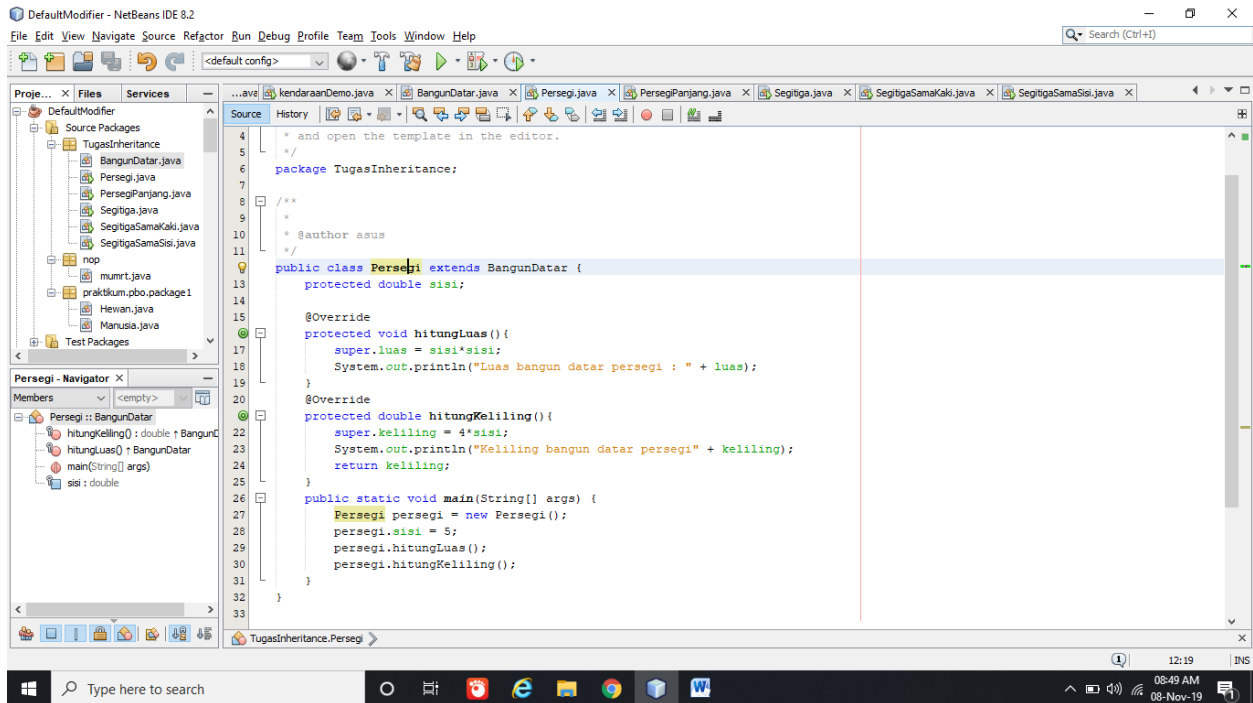 DefaultModifier - NetBeans IDE 8.2
File Edit View Navigate Source Refactor Run Debug Profile Team Tools Window Help
Search (Ctrl+I)
<default config>
Proje... Files Services
DefaultModifier
Source Packages
TugasInheritance
BangunDatar.java
Persegi.java
PersegiPanjang.java
Segitiga.java
SegitigaSamaKaki.java
SegitigaSamaSisi.java
nop
mumrt.java
praktikum.pbo.package1
Hewan.java
Manusia.java
Test Packages
Persegi - Navigator
Members <empty>
Persegi :: BangunDatar
hitungKeliling() : double ↑ BangunD
hitungLuas() ↑ BangunDatar
main(String[] args)
sisi : double
...ava kendaraanDemo.java BangunDatar.java Persegi.java PersegiPanjang.java Segitiga.java SegitigaSamaKaki.java SegitigaSamaSisi.java
Source History
4 * and open the template in the editor.
5 */
6 package TugasInheritance;
7
8 /**
9 *
10 * @author asus
11 */
public class Persegi extends BangunDatar {
13 protected double sisi;
14
15 @Override
protected void hitungLuas(){
17 super.luas = sisi*sisi;
18 System.out.println("Luas bangun datar persegi : " + luas);
19 }
20 @Override
protected double hitungKeliling(){
22 super.keliling = 4*sisi;
23 System.out.println("Keliling bangun datar persegi" + keliling);
24 return keliling;
25 }
26 public static void main(String[] args) {
27 Persegi persegi = new Persegi();
28 persegi.sisi = 5;
29 persegi.hitungLuas();
30 persegi.hitungKeliling();
31 }
32 }
33
TugasInheritance.Persegi
1 12:19 INS
Type here to search
08:49 AM
08-Nov-19